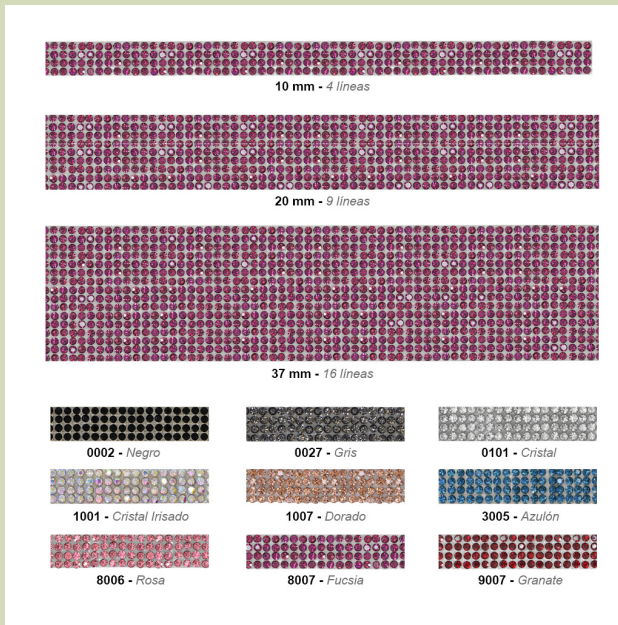 10 mm - 4 líneas
20 mm - 9 líneas
37 mm - 16 líneas
0002 - Negro
0027 - Gris
0101 - Cristal
1001 - Cristal Irisado
1007 - Dorado
3005 - Azulón
8006 - Rosa
8007 - Fucsia
9007 - Granate